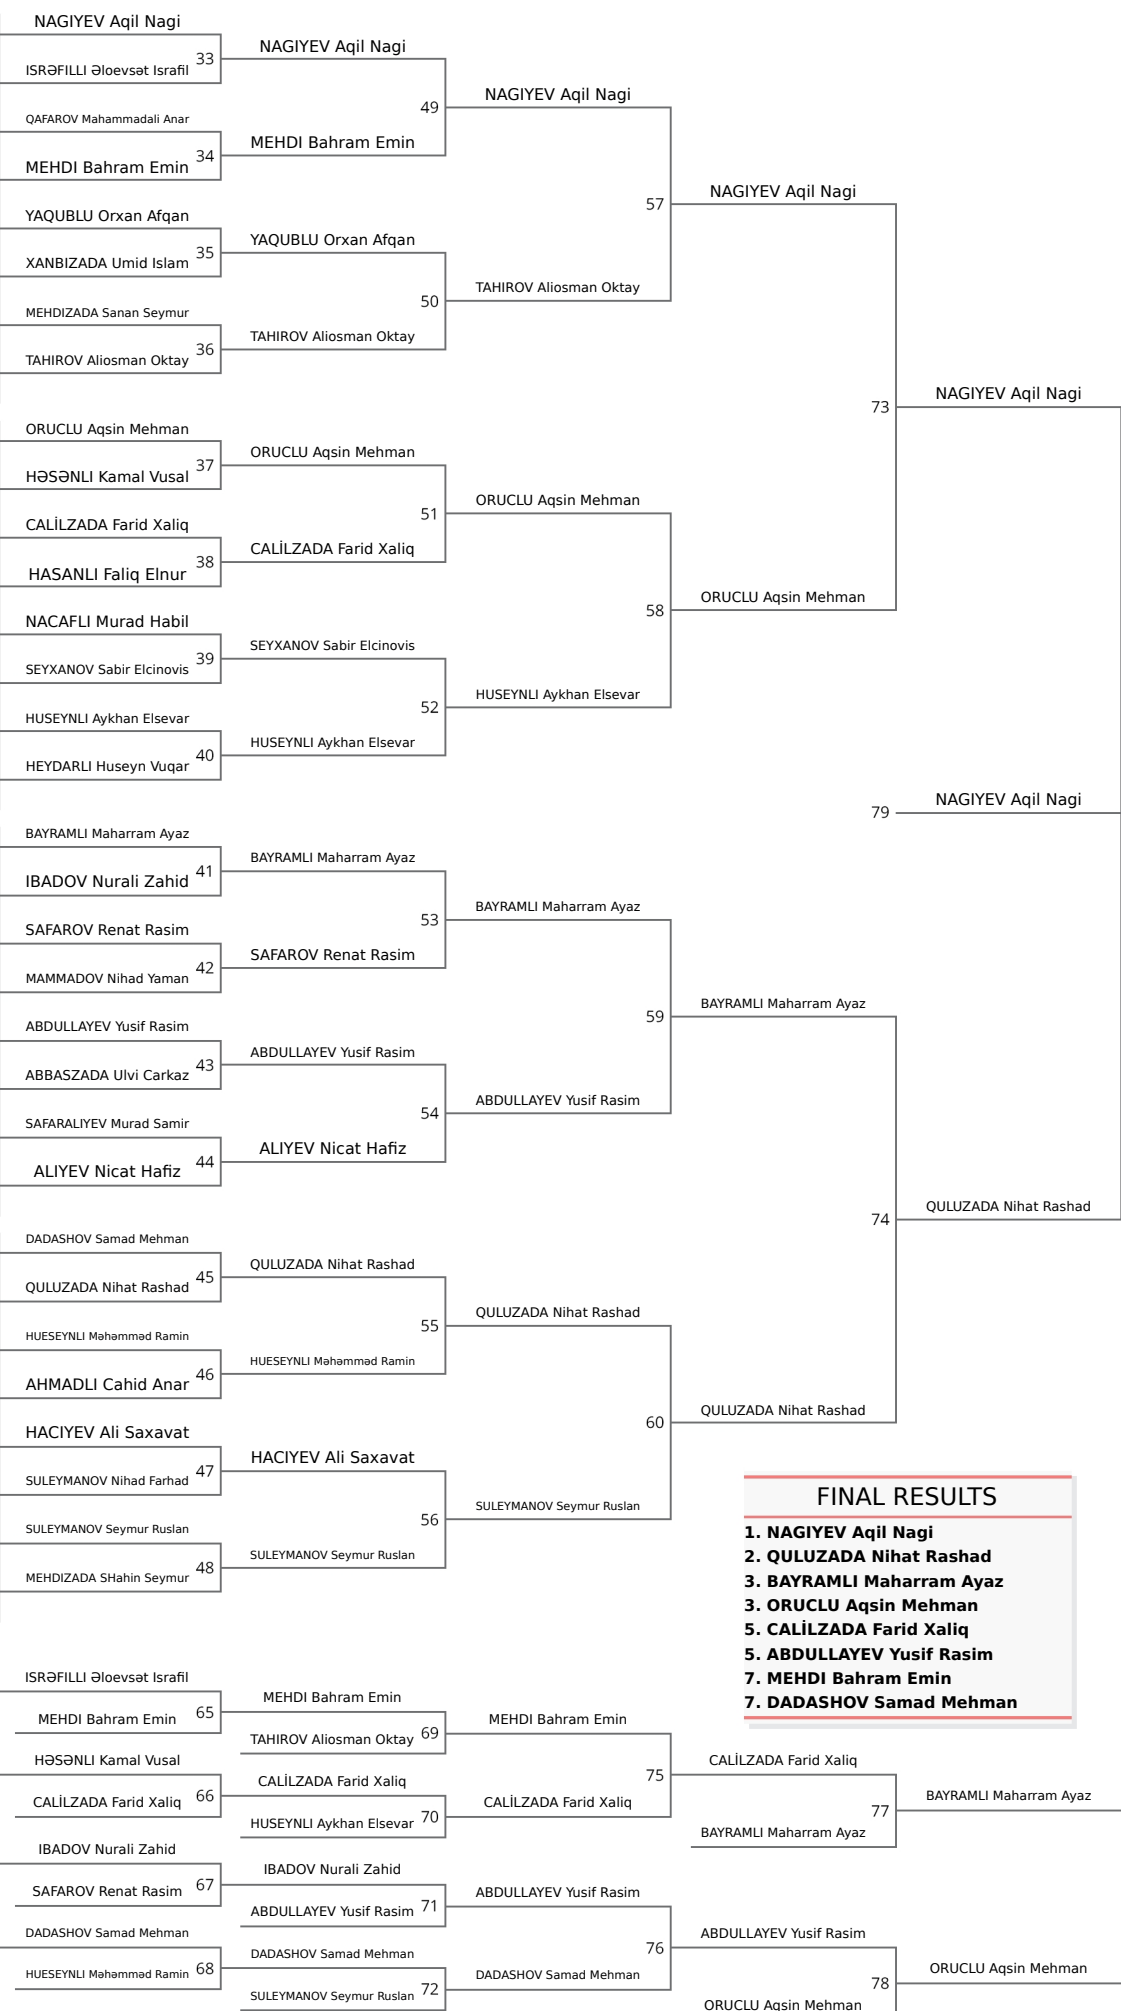 NAGIYEV Aqil Nagi
33
NAGIYEV Aqil Nagi
ISRƏFILLI Əloevsət Israfil
49
NAGIYEV Aqil Nagi
QAFAROV Mahammadali Anar
34
MEHDI Bahram Emin
MEHDI Bahram Emin
57
NAGIYEV Aqil Nagi
YAQUBLU Orxan Afqan
35
YAQUBLU Orxan Afqan
XANBIZADA Umid Islam
50
TAHIROV Aliosman Oktay
MEHDIZADA Sanan Seymur
36
TAHIROV Aliosman Oktay
TAHIROV Aliosman Oktay
73
NAGIYEV Aqil Nagi
ORUCLU Aqsin Mehman
37
ORUCLU Aqsin Mehman
HƏSƏNLI Kamal Vusal
51
ORUCLU Aqsin Mehman
CALİLZADA Farid Xaliq
38
CALİLZADA Farid Xaliq
HASANLI Faliq Elnur
58
ORUCLU Aqsin Mehman
NACAFLI Murad Habil
39
SEYXANOV Sabir Elcinovis
SEYXANOV Sabir Elcinovis
52
HUSEYNLI Aykhan Elsevar
HUSEYNLI Aykhan Elsevar
40
HUSEYNLI Aykhan Elsevar
HEYDARLI Huseyn Vuqar
79
NAGIYEV Aqil Nagi
BAYRAMLI Maharram Ayaz
41
BAYRAMLI Maharram Ayaz
IBADOV Nurali Zahid
53
BAYRAMLI Maharram Ayaz
SAFAROV Renat Rasim
42
SAFAROV Renat Rasim
MAMMADOV Nihad Yaman
59
BAYRAMLI Maharram Ayaz
ABDULLAYEV Yusif Rasim
43
ABDULLAYEV Yusif Rasim
ABBASZADA Ulvi Carkaz
54
ABDULLAYEV Yusif Rasim
SAFARALIYEV Murad Samir
44
ALIYEV Nicat Hafiz
ALIYEV Nicat Hafiz
74
QULUZADA Nihat Rashad
DADASHOV Samad Mehman
45
QULUZADA Nihat Rashad
QULUZADA Nihat Rashad
55
QULUZADA Nihat Rashad
HUESEYNLI Məhəmməd Ramin
46
HUESEYNLI Məhəmməd Ramin
AHMADLI Cahid Anar
60
QULUZADA Nihat Rashad
HACIYEV Ali Saxavat
47
HACIYEV Ali Saxavat
SULEYMANOV Nihad Farhad
56
SULEYMANOV Seymur Ruslan
SULEYMANOV Seymur Ruslan
48
SULEYMANOV Seymur Ruslan
MEHDIZADA SHahin Seymur
FINAL RESULTS
1. NAGIYEV Aqil Nagi
2. QULUZADA Nihat Rashad
3. BAYRAMLI Maharram Ayaz
3. ORUCLU Aqsin Mehman
5. CALİLZADA Farid Xaliq
5. ABDULLAYEV Yusif Rasim
7. MEHDI Bahram Emin
7. DADASHOV Samad Mehman
ISRƏFILLI Əloevsət Israfil
65
MEHDI Bahram Emin
MEHDI Bahram Emin
69
MEHDI Bahram Emin
TAHIROV Aliosman Oktay
HƏSƏNLI Kamal Vusal
66
CALİLZADA Farid Xaliq
75
CALİLZADA Farid Xaliq
CALİLZADA Farid Xaliq
70
CALİLZADA Farid Xaliq
HUSEYNLI Aykhan Elsevar
77
BAYRAMLI Maharram Ayaz
BAYRAMLI Maharram Ayaz
IBADOV Nurali Zahid
67
IBADOV Nurali Zahid
SAFAROV Renat Rasim
71
ABDULLAYEV Yusif Rasim
ABDULLAYEV Yusif Rasim
DADASHOV Samad Mehman
68
DADASHOV Samad Mehman
76
ABDULLAYEV Yusif Rasim
HUESEYNLI Məhəmməd Ramin
72
DADASHOV Samad Mehman
SULEYMANOV Seymur Ruslan
78
ORUCLU Aqsin Mehman
ORUCLU Aqsin Mehman